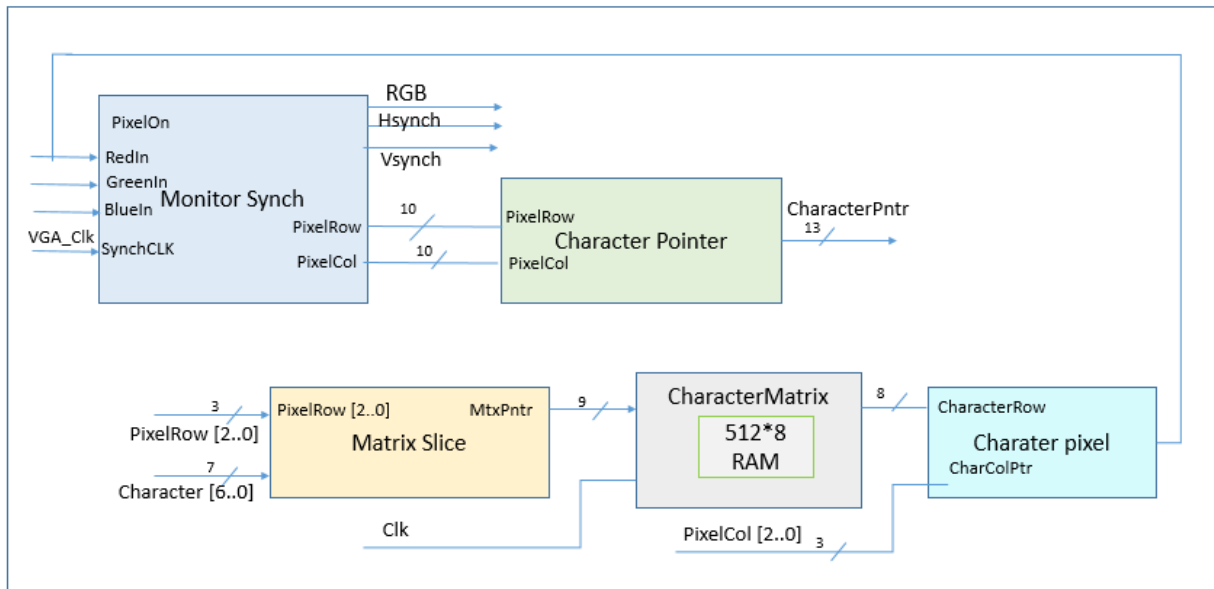 RGB
Hsynch
Vsynch
PixelOn
RedIn
GreenIn
BlueIn
VGA_Clk
SynchCLK
Monitor Synch
PixelRow
PixelCol
10
10
PixelRow
Character Pointer
PixelCol
CharacterPntr
13
3
PixelRow [2..0]
7
Character [6..0]
PixelRow [2..0]
MtxPntr
Matrix Slice
9
Clk
CharacterMatrix
512*8
RAM
8
CharacterRow
Charater pixel
CharColPtr
PixelCol [2..0]
3